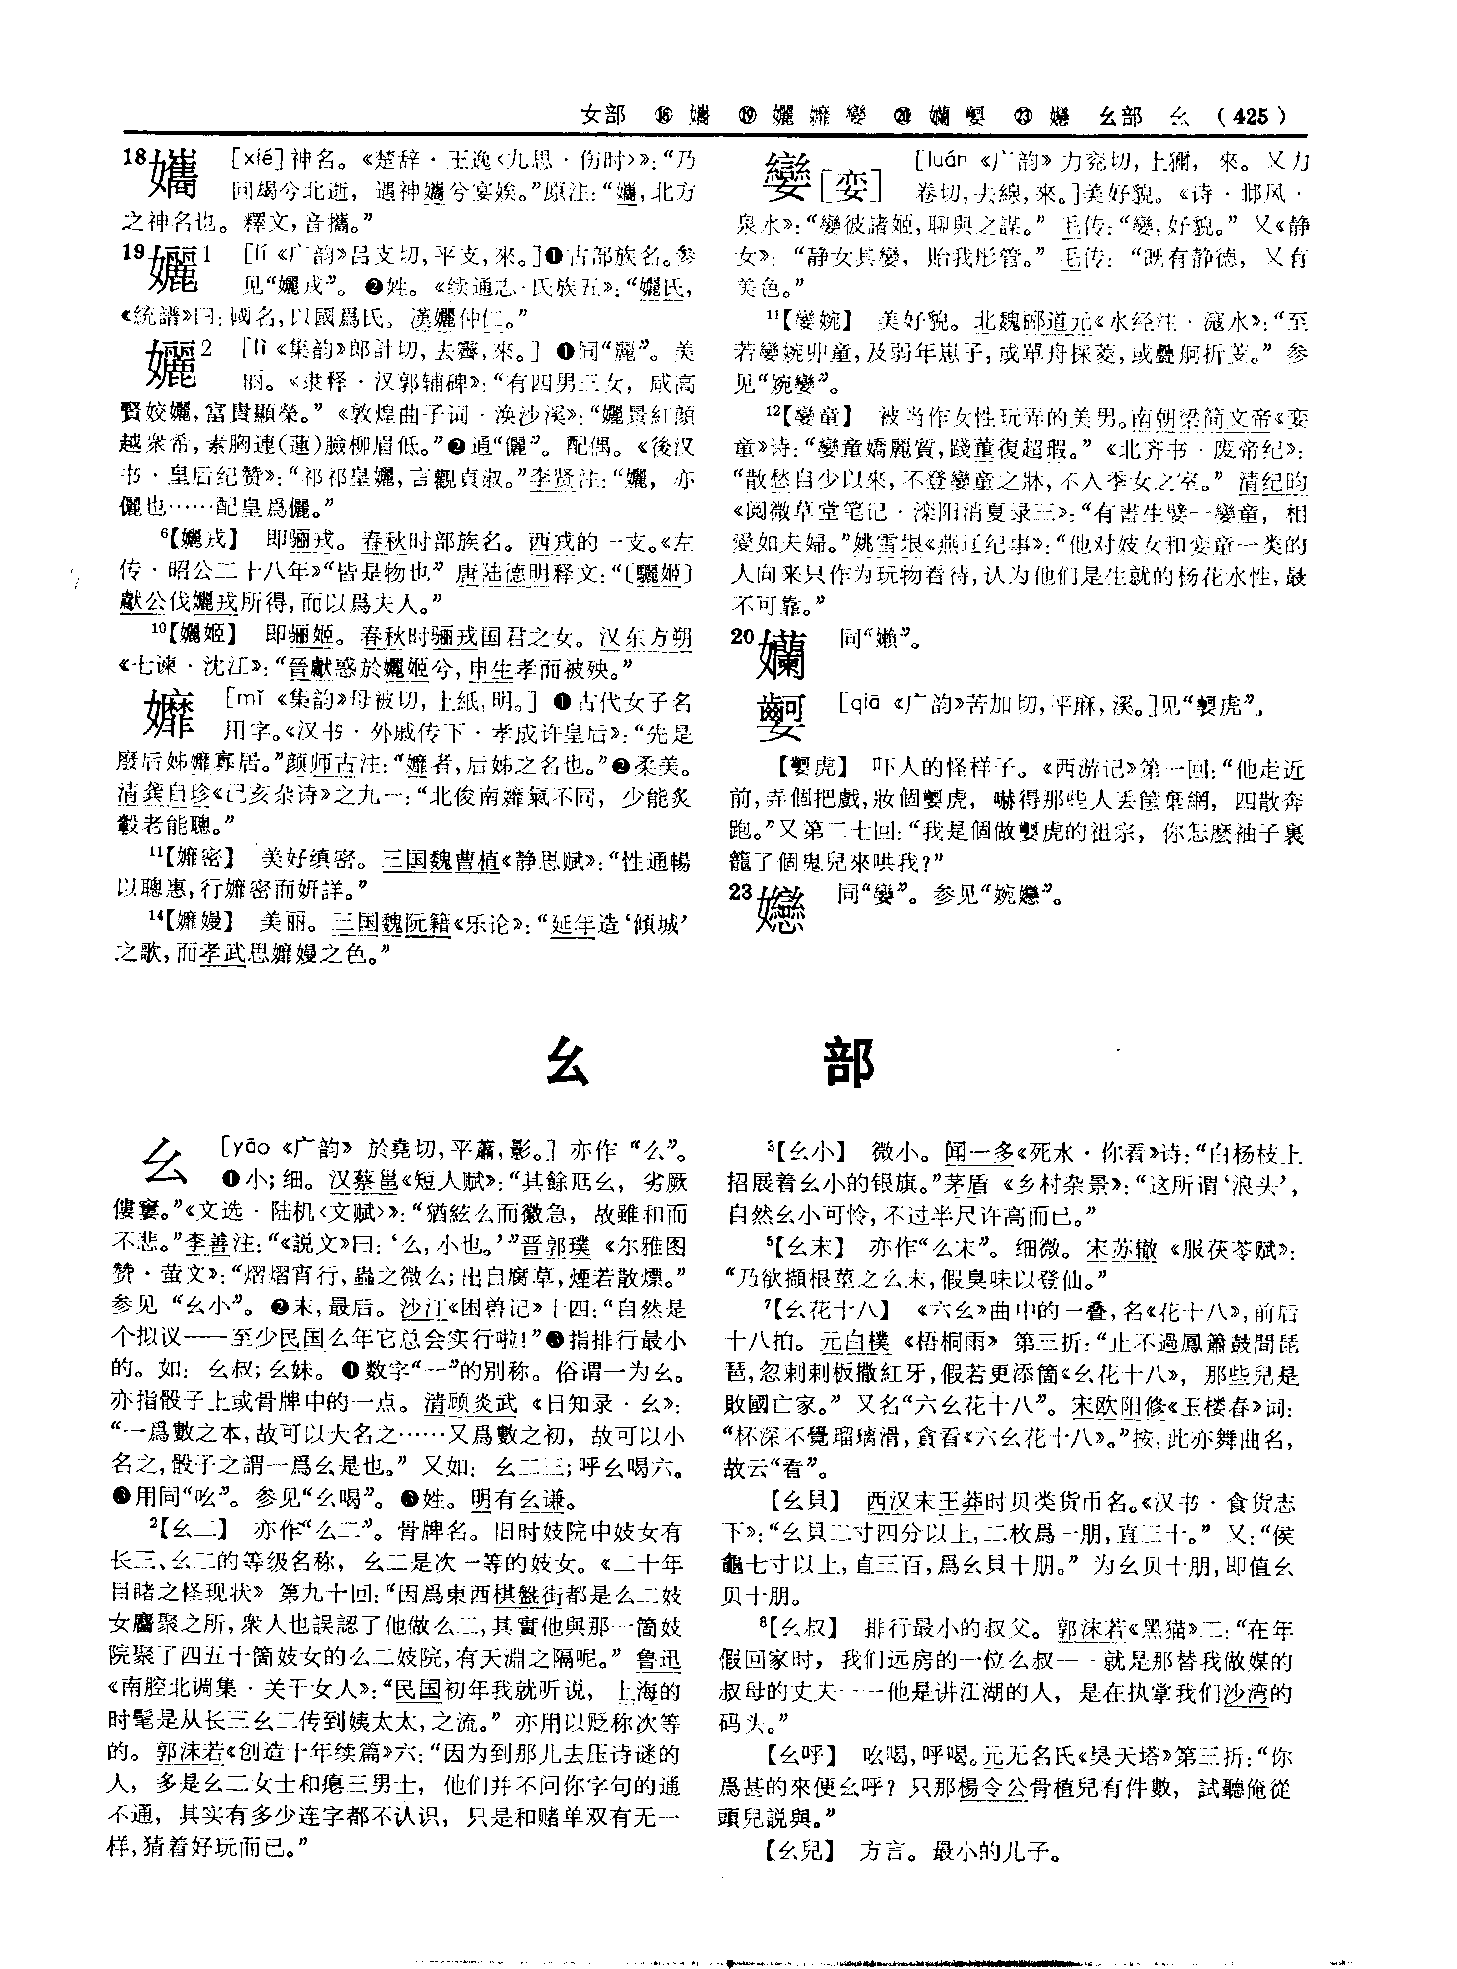 女部 ⑱ 孈 ⑲ 孋 孊 孌 ⑳ 孏 㜿 ㉓ 戀 幺部 幺 (425)
18孈 [xié]神名。《楚辞·王逸〈九思·伤时〉》:“乃
回朅兮北逝,遇神孈兮宴娭。”原注:“孈,北方
之神名也。釋文,音攜。”
19孋1 [lí《广韵》吕支切,平支,來。]❶古部族名。参
见“孋戎”。❷姓。《续通志·氏族五》:“孋氏,
《統譜》曰:國名,以國爲氏。漢孋仲仁。”
孋2 [lì《集韵》郎計切,去霽,來。] ❶同“麗”。美
丽。《隶释·汉郭辅碑》:“有四男三女,咸高
賢姣孋,富貴顯榮。”《敦煌曲子词·涣沙溪》:“孋景紅顔
越衆希,素胸連(蓮)臉柳眉低。”❷通“儷”。配偶。《後汉
书·皇后纪赞》:“祁祁皇孋,言觀貞淑。”李贤注:“孋,亦
儷也……配皇爲儷。”
6【孋戎】 即骊戎。春秋时部族名。西戎的一支。《左
传·昭公二十八年》“皆是物也”唐陆德明释文:“〔驪姬〕
獻公伐孋戎所得,而以爲夫人。”
10【孋姬】 即骊姬。春秋时骊戎国君之女。汉东方朔
《七谏·沈江》:“晉獻惑於孋姬兮,申生孝而被殃。”
孊 [mǐ《集韵》母被切,上紙,明。] ❶古代女子名
用字。《汉书·外戚传下·孝成许皇后》:“先是
廢后姊孊寡居。”颜师古注:“孊者,后姊之名也。”❷柔美。
清龚自珍《己亥杂诗》之九一:“北俊南孊氣不同,少能炙
轂老能聰。”
11【孊密】 美好缜密。三国魏曹植《静思赋》:“性通暢
以聰惠,行孊密而妍詳。”
14【孊嫚】 美丽。三国魏阮籍《乐论》:“延年造‘傾城’
之歌,而孝武思孊嫚之色。”
孌[娈] [luán《广韵》力兖切,上獮,來。又力
卷切,去線,來。]美好貌。《诗·邶风·
泉水》:“孌彼諸姬,聊與之謀。”毛传:“孌,好貌。”又《静
女》:“静女其孌,貽我彤管。”毛传:“既有静德,又有
美色。”
11【孌婉】 美好貌。北魏郦道元《水经注·滱水》:“至
若孌婉丱童,及弱年崽子,或單舟採菱,或疊舸折芰。”参
见“婉孌”。
12【孌童】 被当作女性玩弄的美男。南朝梁简文帝《娈
童》诗:“孌童嬌麗質,踐董復超瑕。”《北齐书·废帝纪》:
“散愁自少以來,不登孌童之牀,不入季女之室。”清纪昀
《阅微草堂笔记·滦阳消夏录三》:“有書生嬖一孌童,相
愛如夫婦。”姚雪垠《燕辽纪事》:“他对妓女和娈童一类的
人向来只作为玩物看待,认为他们是生就的杨花水性,最
不可靠。”
20孏 同“嬾”。
㜿 [qiā《广韵》苦加切,平麻,溪。]见“㜿虎”。
【㜿虎】 吓人的怪样子。《西游记》第一回:“他走近
前,弄個把戲,妝個㜿虎,嚇得那些人丢筐棄網,四散奔
跑。”又第二七回:“我是個做㜿虎的祖宗,你怎麽袖子裏
籠了個鬼兒來哄我?”
23 同“孌”。参见“婉”。
幺 部
幺 [yāo《广韵》於堯切,平蕭,影。] 亦作“么”。
❶小;细。汉蔡邕《短人赋》:“其餘尩幺,劣厥
僂窶。”《文选·陆机〈文赋〉》:“猶絃么而徽急,故雖和而
不悲。”李善注:“《説文》曰:‘么,小也。’”晋郭璞《尔雅图
赞·萤文》:“熠熠宵行,蟲之微么;出自腐草,煙若散熛。”
参见“幺小”。❷末,最后。沙汀《困兽记》十四:“自然是
个拟议——至少民国么年它总会实行啦!”❸指排行最小
的。如:幺叔;幺妹。❹数字“一”的别称。俗谓一为幺。
亦指骰子上或骨牌中的一点。清顾炎武《日知录·幺》:
“一爲數之本,故可以大名之……又爲數之初,故可以小
名之,骰子之謂一爲幺是也。”又如:幺二三;呼幺喝六。
❺用同“吆”。参见“幺喝”。❻姓。明有幺谦。
2【幺二】 亦作“么二”。骨牌名。旧时妓院中妓女有
长三、幺二的等级名称,幺二是次一等的妓女。《二十年
目睹之怪现状》第九十回:“因爲東西棋盤街都是么二妓
女麕聚之所,衆人也誤認了他做么二,其實他與那一箇妓
院聚了四五十箇妓女的么二妓院,有天淵之隔呢。”鲁迅
《南腔北调集·关于女人》:“民国初年我就听说,上海的
时髦是从长三幺二传到姨太太,之流。”亦用以贬称次等
的。郭沫若《创造十年续篇》六:“因为到那儿去压诗谜的
人,多是幺二女士和瘪三男士,他们并不问你字句的通
不通,其实有多少连字都不认识,只是和赌单双有无一
样,猜着好玩而已。”
3【幺小】 微小。闻一多《死水·你看》诗:“白杨枝上
招展着幺小的银旗。”茅盾《乡村杂景》:“这所谓‘浪头’,
自然幺小可怜,不过半尺许高而已。”
5【幺末】 亦作“么末”。细微。宋苏辙《服茯苓赋》:
“乃欲擷根莖之么末,假臭味以登仙。”
7【幺花十八】 《六幺》曲中的一叠,名《花十八》,前后
十八拍。元白樸《梧桐雨》第三折:“止不過鳳簫鼓間琵
琶,忽剌剌板撒紅牙,假若更添箇《幺花十八》,那些兒是
敗國亡家。”又名“六幺花十八”。宋欧阳修《玉楼春》词:
“杯深不覺瑠璃滑,貪看《六幺花十八》。”按:此亦舞曲名,
故云“看”。
【幺貝】 西汉末王莽时贝类货币名。《汉书·食货志
下》:“幺貝二寸四分以上,二枚爲一朋,直三十。”又:“侯
龜七寸以上,直三百,爲幺貝十朋。”为幺贝十朋,即值幺
贝十朋。
8【幺叔】 排行最小的叔父。郭沫若《黑猫》二:“在年
假回家时,我们远房的一位么叔——就是那替我做媒的
叔母的丈夫——他是讲江湖的人,是在执掌我们沙湾的
码头。”
【幺呼】 吆喝,呼喝。元无名氏《昊天塔》第三折:“你
爲甚的來便幺呼?只那楊令公骨植兒有件數,試聽俺從
頭兒説與。”
【幺兒】 方言。最小的儿子。